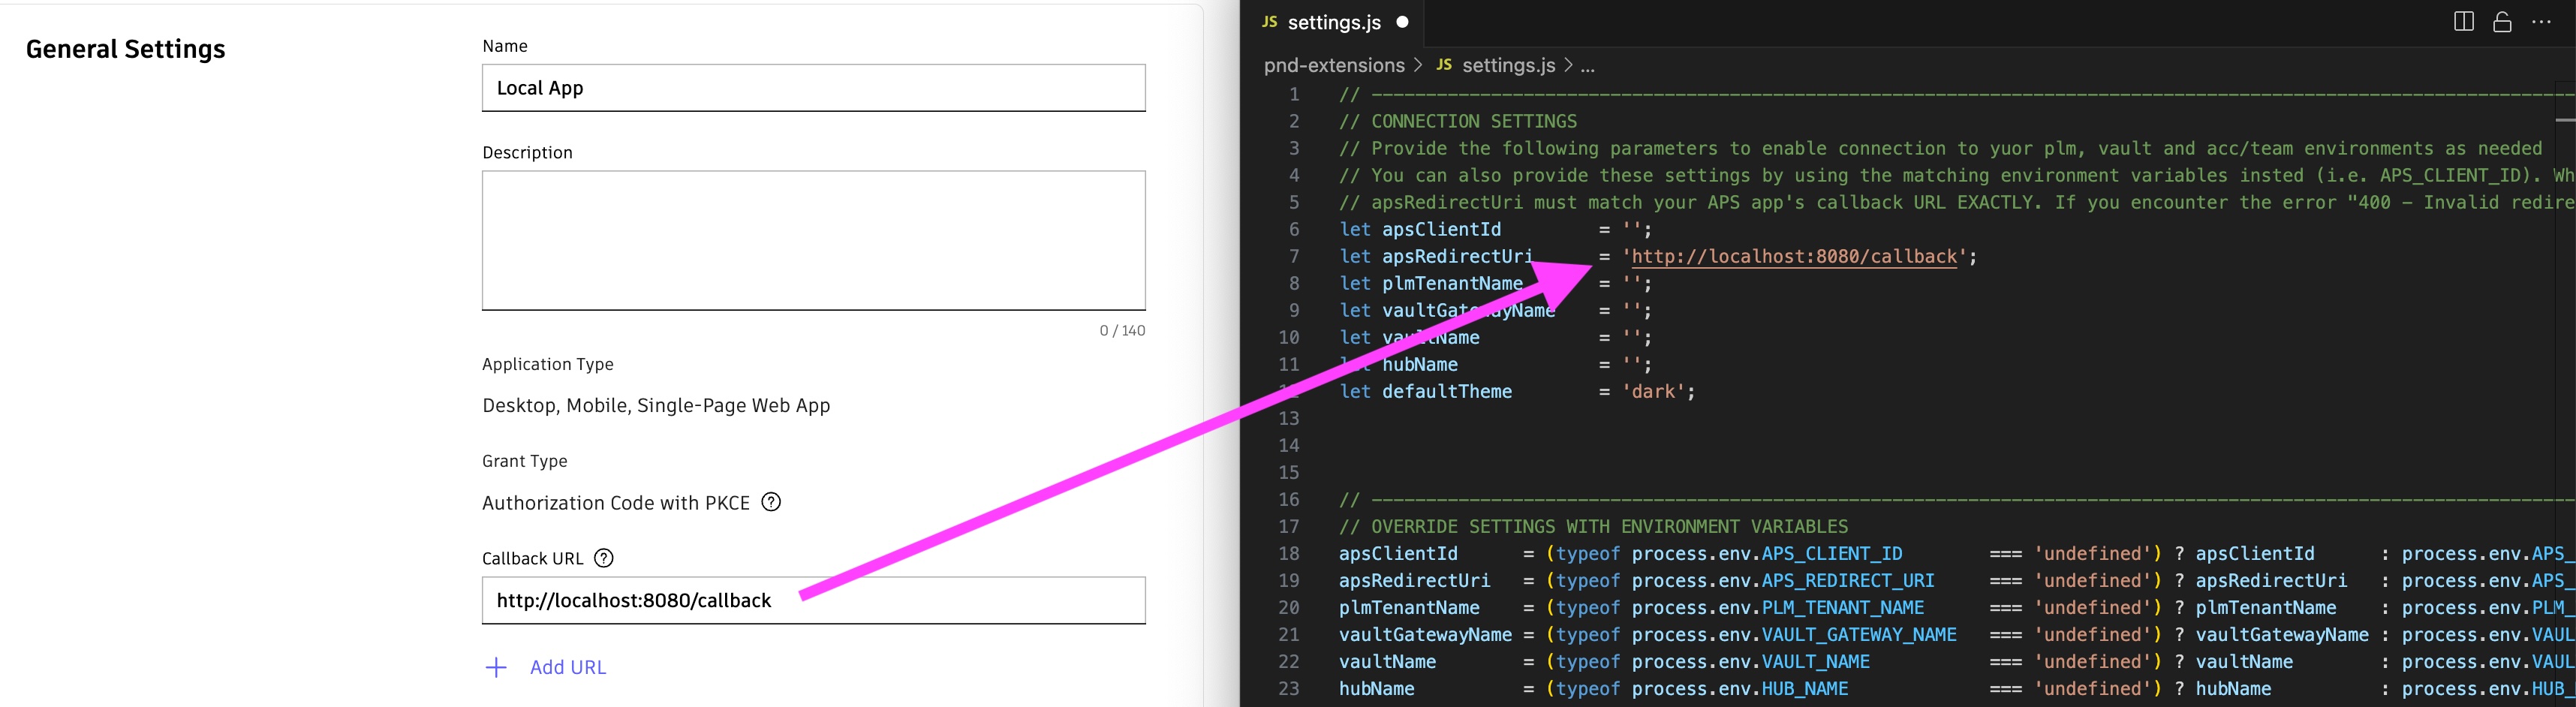 General Settings
Name
Local App
Description
0 / 140
Application Type
Desktop, Mobile, Single-Page Web App
Grant Type
Authorization Code with PKCE ?
Callback URL ?
http://localhost:8080/callback
+ Add URL
JS settings.js ● ···
pnd-extensions > JS settings.js > ...
1 // ------------------------------------------------------------
2 // CONNECTION SETTINGS
3 // Provide the following parameters to enable connection to yuor plm, vault and acc/team environments as needed
4 // You can also provide these settings by using the matching environment variables insted (i.e. APS_CLIENT_ID). Wh
5 // apsRedirectUri must match your APS app's callback URL EXACTLY. If you encounter the error "400 - Invalid redire
6 let apsClientId = '';
7 let apsRedirectUri = 'http://localhost:8080/callback';
8 let plmTenantName = '';
9 let vaultGatewayName = '';
10 let vaultName = '';
11 let hubName = '';
12 let defaultTheme = 'dark';
13
14
15
16 // ------------------------------------------------------------
17 // OVERRIDE SETTINGS WITH ENVIRONMENT VARIABLES
18 apsClientId = (typeof process.env.APS_CLIENT_ID === 'undefined') ? apsClientId : process.env.APS_
19 apsRedirectUri = (typeof process.env.APS_REDIRECT_URI === 'undefined') ? apsRedirectUri : process.env.APS_
20 plmTenantName = (typeof process.env.PLM_TENANT_NAME === 'undefined') ? plmTenantName : process.env.PLM_
21 vaultGatewayName = (typeof process.env.VAULT_GATEWAY_NAME === 'undefined') ? vaultGatewayName : process.env.VAUL
22 vaultName = (typeof process.env.VAULT_NAME === 'undefined') ? vaultName : process.env.VAUL
23 hubName = (typeof process.env.HUB_NAME === 'undefined') ? hubName : process.env.HUB_